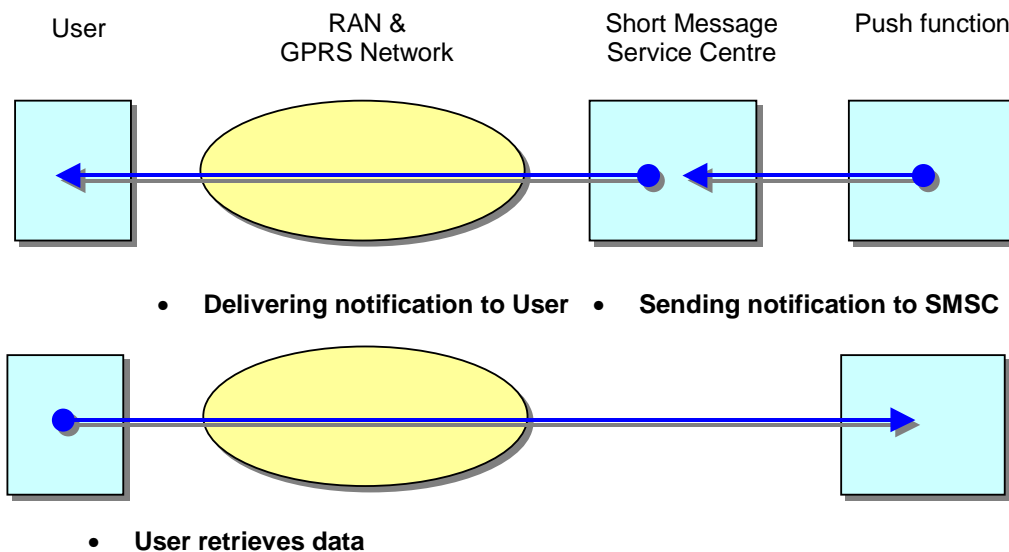 User
RAN &
GPRS Network
Short Message
Service Centre
Push function
• Delivering notification to User
• Sending notification to SMSC
• User retrieves data